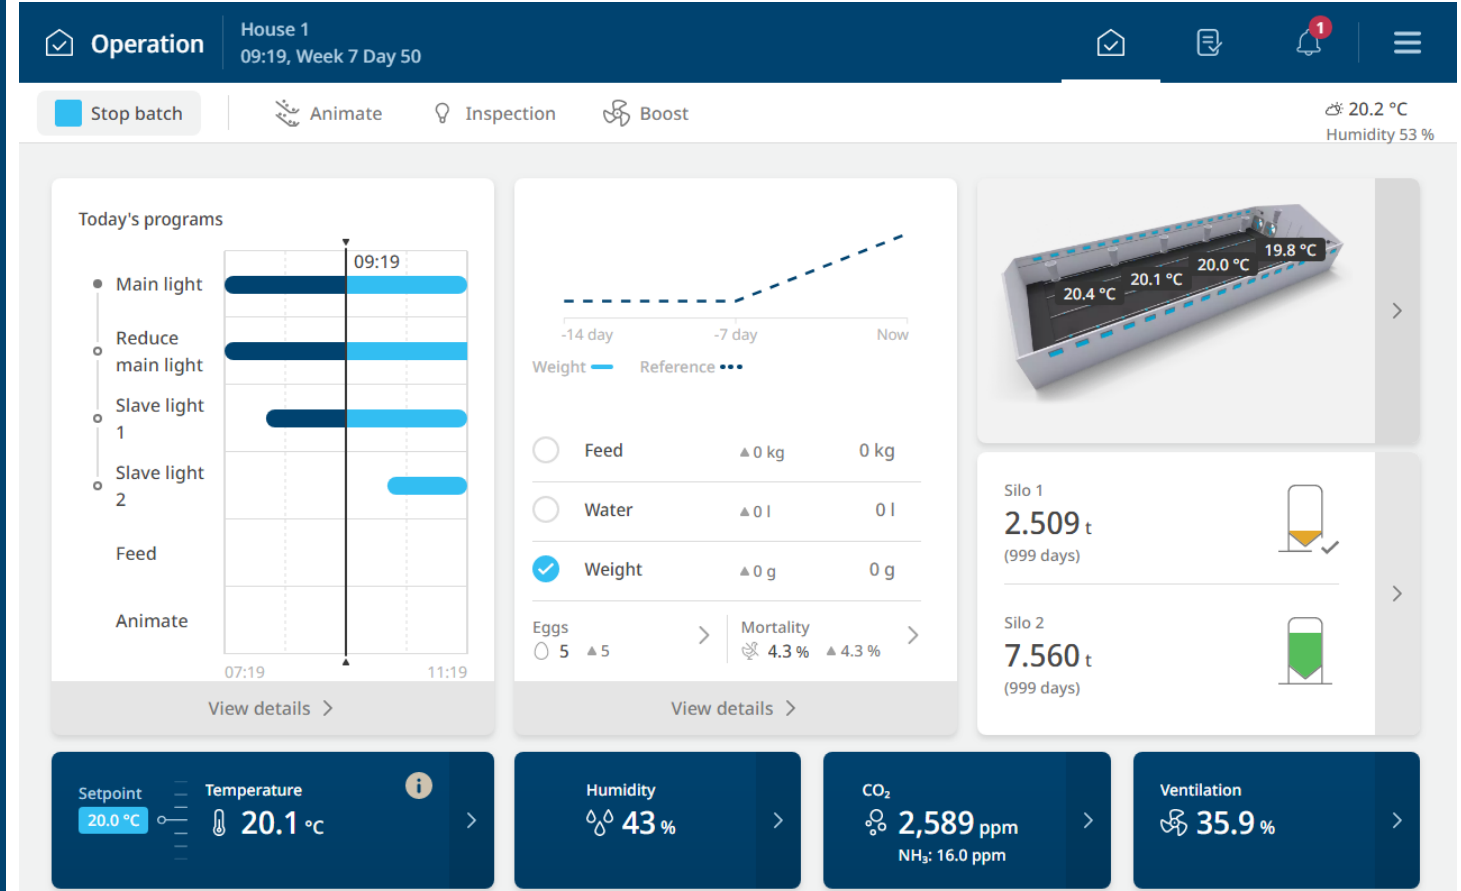 Operation
House 1
09:19, Week 7 Day 50
1
Stop batch
Animate
Inspection
Boost
20.2 °C
Humidity 53 %
Today's programs
09:19
Main light
Reduce
main light
Slave light
1
Slave light
2
Feed
Animate
07:19
11:19
View details
-14 day
-7 day
Now
Weight
Reference
Feed
▲0 kg
0 kg
Water
▲0 l
0 l
Weight
▲0 g
0 g
Eggs
5 ▲5
Mortality
4.3 % ▲4.3 %
View details
20.4 °C
20.1 °C
20.0 °C
19.8 °C
Silo 1
2.509 t
(999 days)
Silo 2
7.560 t
(999 days)
Setpoint
20.0 °C
Temperature
20.1 °C
i
Humidity
43 %
CO₂
2,589 ppm
NH₃: 16.0 ppm
Ventilation
35.9 %